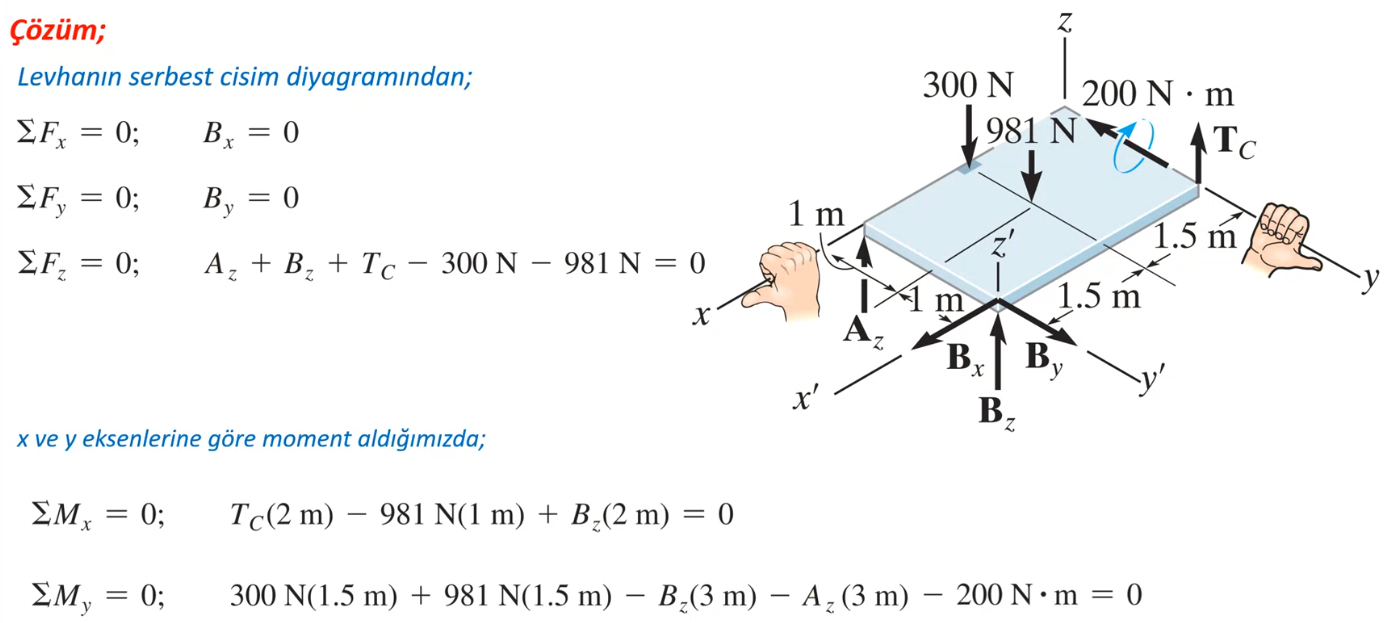 Çözüm;
Levhanın serbest cisim diyagramından;
ΣF_x = 0; B_x = 0
ΣF_y = 0; B_y = 0
ΣF_z = 0; A_z + B_z + T_C − 300 N − 981 N = 0
z
300 N
200 N · m
981 N
T_C
1 m
z′
1.5 m
y
x
1 m
1.5 m
A_z
B_x
B_y
x′
y′
B_z
x ve y eksenlerine göre moment aldığımızda;
ΣM_x = 0; T_C(2 m) − 981 N(1 m) + B_z(2 m) = 0
ΣM_y = 0; 300 N(1.5 m) + 981 N(1.5 m) − B_z(3 m) − A_z (3 m) − 200 N·m = 0